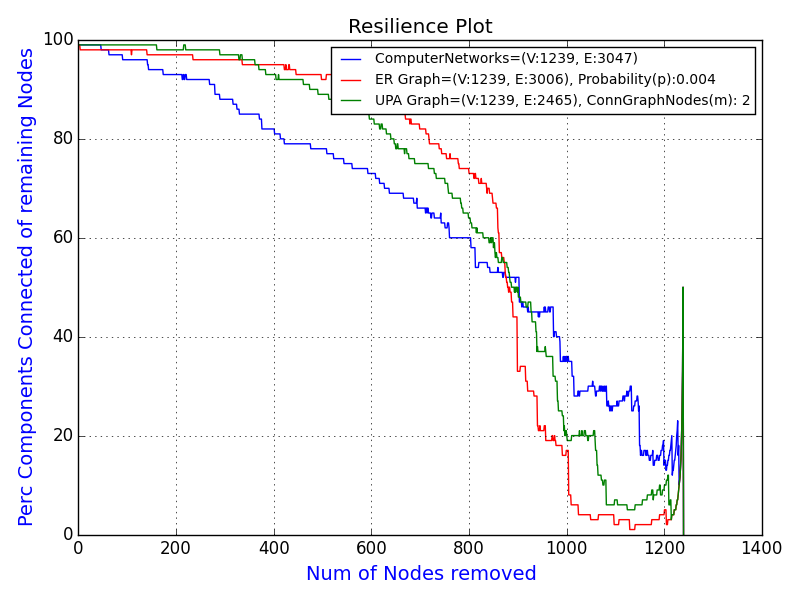 Resilience Plot
ComputerNetworks=(V:1239, E:3047)
ER Graph=(V:1239, E:3006), Probability(p):0.004
UPA Graph=(V:1239, E:2465), ConnGraphNodes(m): 2
Perc Components Connected of remaining Nodes
100
80
60
40
20
0
0 200 400 600 800 1000 1200 1400
Num of Nodes removed